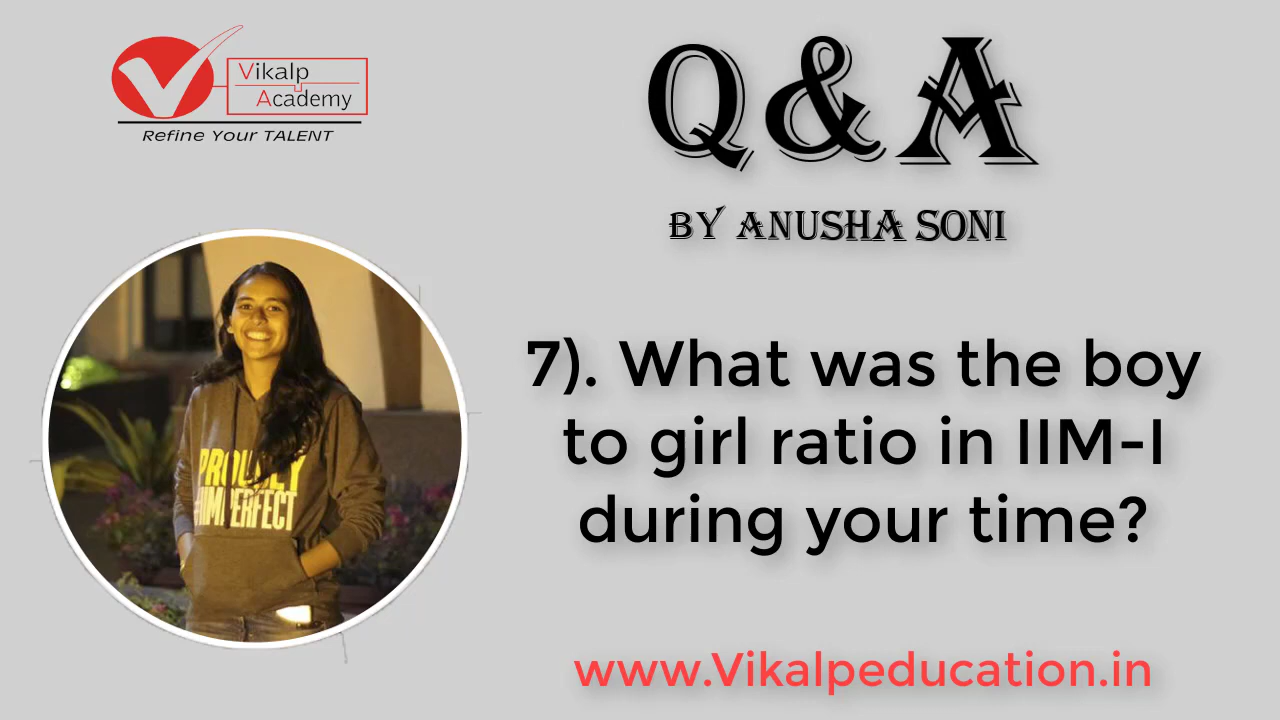 Vikalp
Academy
Refine Your TALENT
Q&A
BY ANUSHA SONI
7). What was the boy
to girl ratio in IIM-I
during your time?
PROUDLY
#IIMPERFECT
www.Vikalpeducation.in